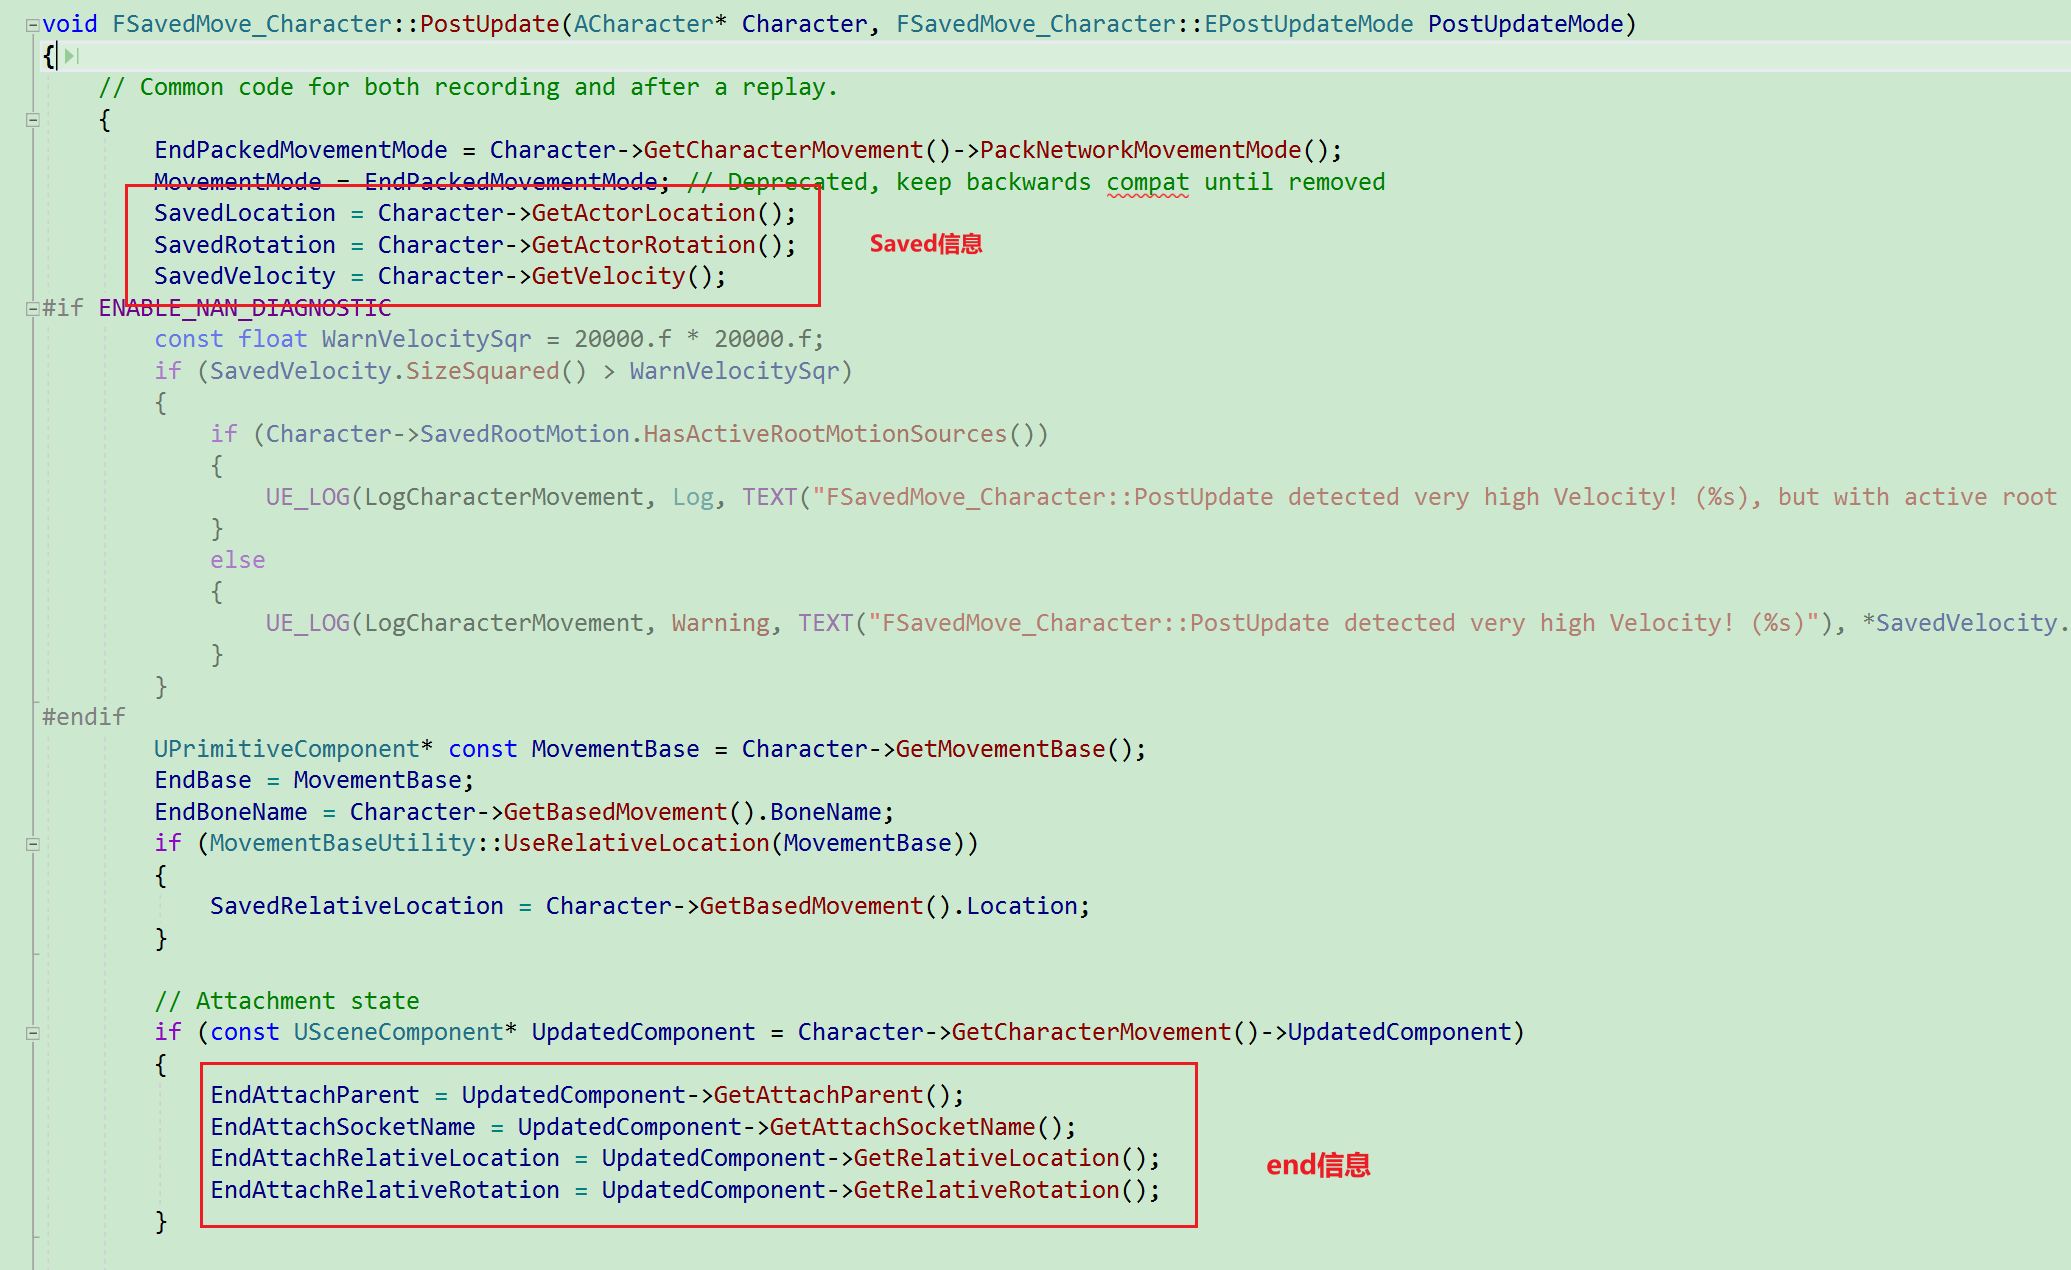 void FSavedMove_Character::PostUpdate(ACharacter* Character, FSavedMove_Character::EPostUpdateMode PostUpdateMode)
{
// Common code for both recording and after a replay.
{
EndPackedMovementMode = Character->GetCharacterMovement()->PackNetworkMovementMode();
MovementMode = EndPackedMovementMode; // Deprecated, keep backwards compat until removed
SavedLocation = Character->GetActorLocation();
SavedRotation = Character->GetActorRotation();
Saved信息
SavedVelocity = Character->GetVelocity();
#if ENABLE_NAN_DIAGNOSTIC
const float WarnVelocitySqr = 20000.f * 20000.f;
if (SavedVelocity.SizeSquared() > WarnVelocitySqr)
{
if (Character->SavedRootMotion.HasActiveRootMotionSources())
{
UE_LOG(LogCharacterMovement, Log, TEXT("FSavedMove_Character::PostUpdate detected very high Velocity! (%s), but with active root
}
else
{
UE_LOG(LogCharacterMovement, Warning, TEXT("FSavedMove_Character::PostUpdate detected very high Velocity! (%s)"), *SavedVelocity.
}
}
#endif
UPrimitiveComponent* const MovementBase = Character->GetMovementBase();
EndBase = MovementBase;
EndBoneName = Character->GetBasedMovement().BoneName;
if (MovementBaseUtility::UseRelativeLocation(MovementBase))
{
SavedRelativeLocation = Character->GetBasedMovement().Location;
}
// Attachment state
if (const USceneComponent* UpdatedComponent = Character->GetCharacterMovement()->UpdatedComponent)
{
EndAttachParent = UpdatedComponent->GetAttachParent();
EndAttachSocketName = UpdatedComponent->GetAttachSocketName();
EndAttachRelativeLocation = UpdatedComponent->GetRelativeLocation();
end信息
EndAttachRelativeRotation = UpdatedComponent->GetRelativeRotation();
}